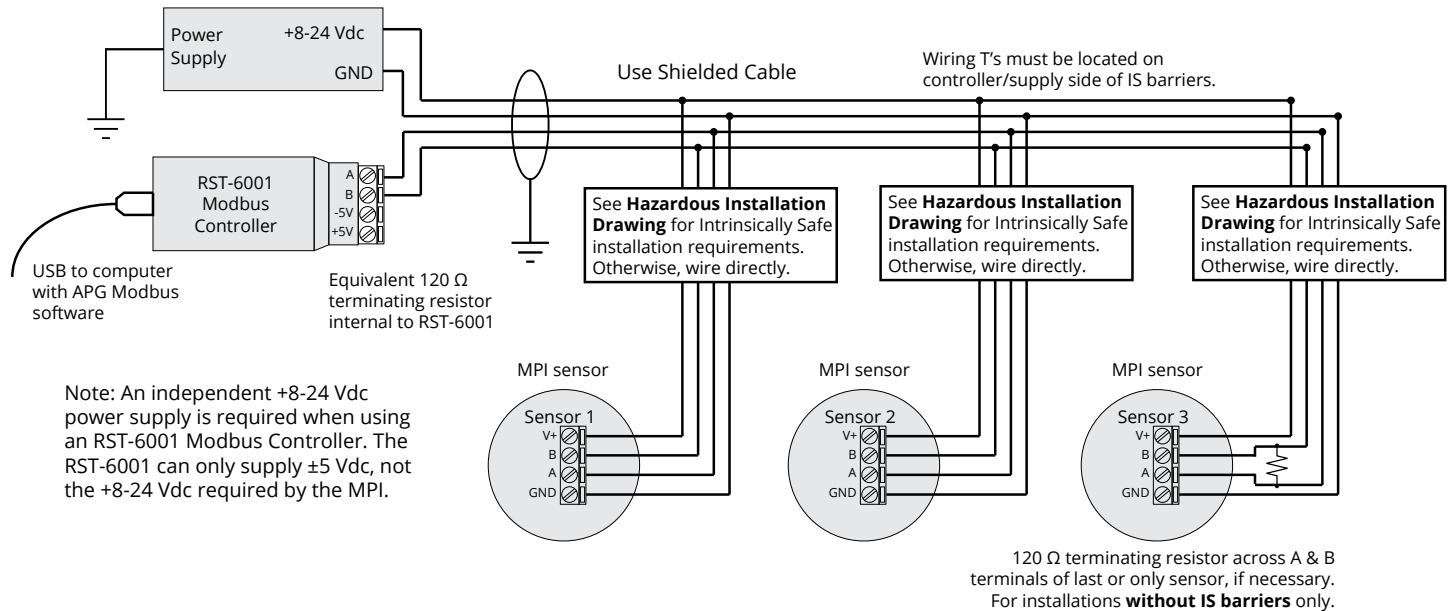 Power
Supply
+8-24 Vdc
GND
Use Shielded Cable
Wiring T's must be located on
controller/supply side of IS barriers.
RST-6001
Modbus
Controller
A
B
-5V
+5V
USB to computer
with APG Modbus
software
Equivalent 120 Ω
terminating resistor
internal to RST-6001
See Hazardous Installation
Drawing for Intrinsically Safe
installation requirements.
Otherwise, wire directly.
See Hazardous Installation
Drawing for Intrinsically Safe
installation requirements.
Otherwise, wire directly.
See Hazardous Installation
Drawing for Intrinsically Safe
installation requirements.
Otherwise, wire directly.
Note: An independent +8-24 Vdc
power supply is required when using
an RST-6001 Modbus Controller. The
RST-6001 can only supply ±5 Vdc, not
the +8-24 Vdc required by the MPI.
MPI sensor
Sensor 1
V+
B
A
GND
MPI sensor
Sensor 2
V+
B
A
GND
MPI sensor
Sensor 3
V+
B
A
GND
120 Ω terminating resistor across A & B
terminals of last or only sensor, if necessary.
For installations without IS barriers only.